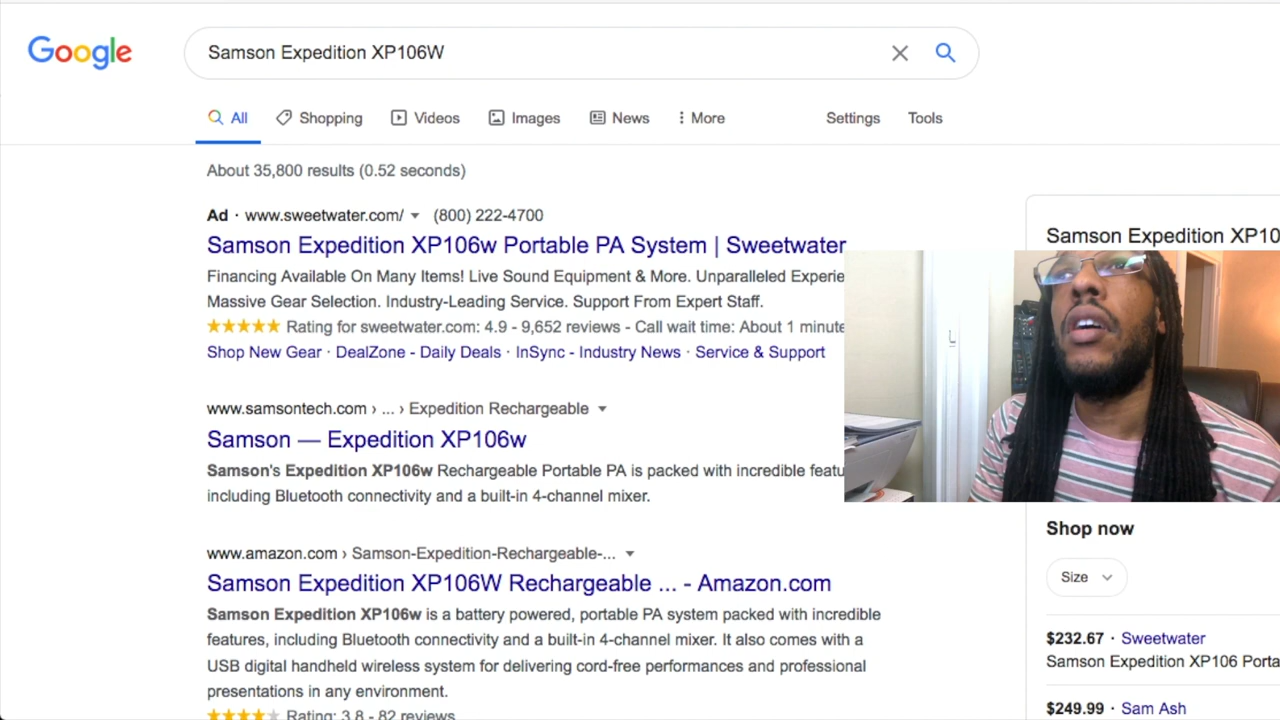 Google
Samson Expedition XP106W
All Shopping Videos Images News More Settings Tools
About 35,800 results (0.52 seconds)
Ad · www.sweetwater.com/ (800) 222-4700
Samson Expedition XP106w Portable PA System | Sweetwater
Financing Available On Many Items! Live Sound Equipment & More. Unparalleled Experie
Massive Gear Selection. Industry-Leading Service. Support From Expert Staff.
Rating for sweetwater.com: 4.9 - 9,652 reviews - Call wait time: About 1 minute
Shop New Gear · DealZone - Daily Deals · InSync - Industry News · Service & Support
www.samsontech.com › ... › Expedition Rechargeable
Samson — Expedition XP106w
Samson's Expedition XP106w Rechargeable Portable PA is packed with incredible featu
including Bluetooth connectivity and a built-in 4-channel mixer.
www.amazon.com › Samson-Expedition-Rechargeable-...
Samson Expedition XP106W Rechargeable ... - Amazon.com
Samson Expedition XP106w is a battery powered, portable PA system packed with incredible
features, including Bluetooth connectivity and a built-in 4-channel mixer. It also comes with a
USB digital handheld wireless system for delivering cord-free performances and professional
presentations in any environment.
Rating: 3.8 - 82 reviews
Samson Expedition XP10
Shop now
Size
$232.67 · Sweetwater
Samson Expedition XP106 Porta
$249.99 · Sam Ash